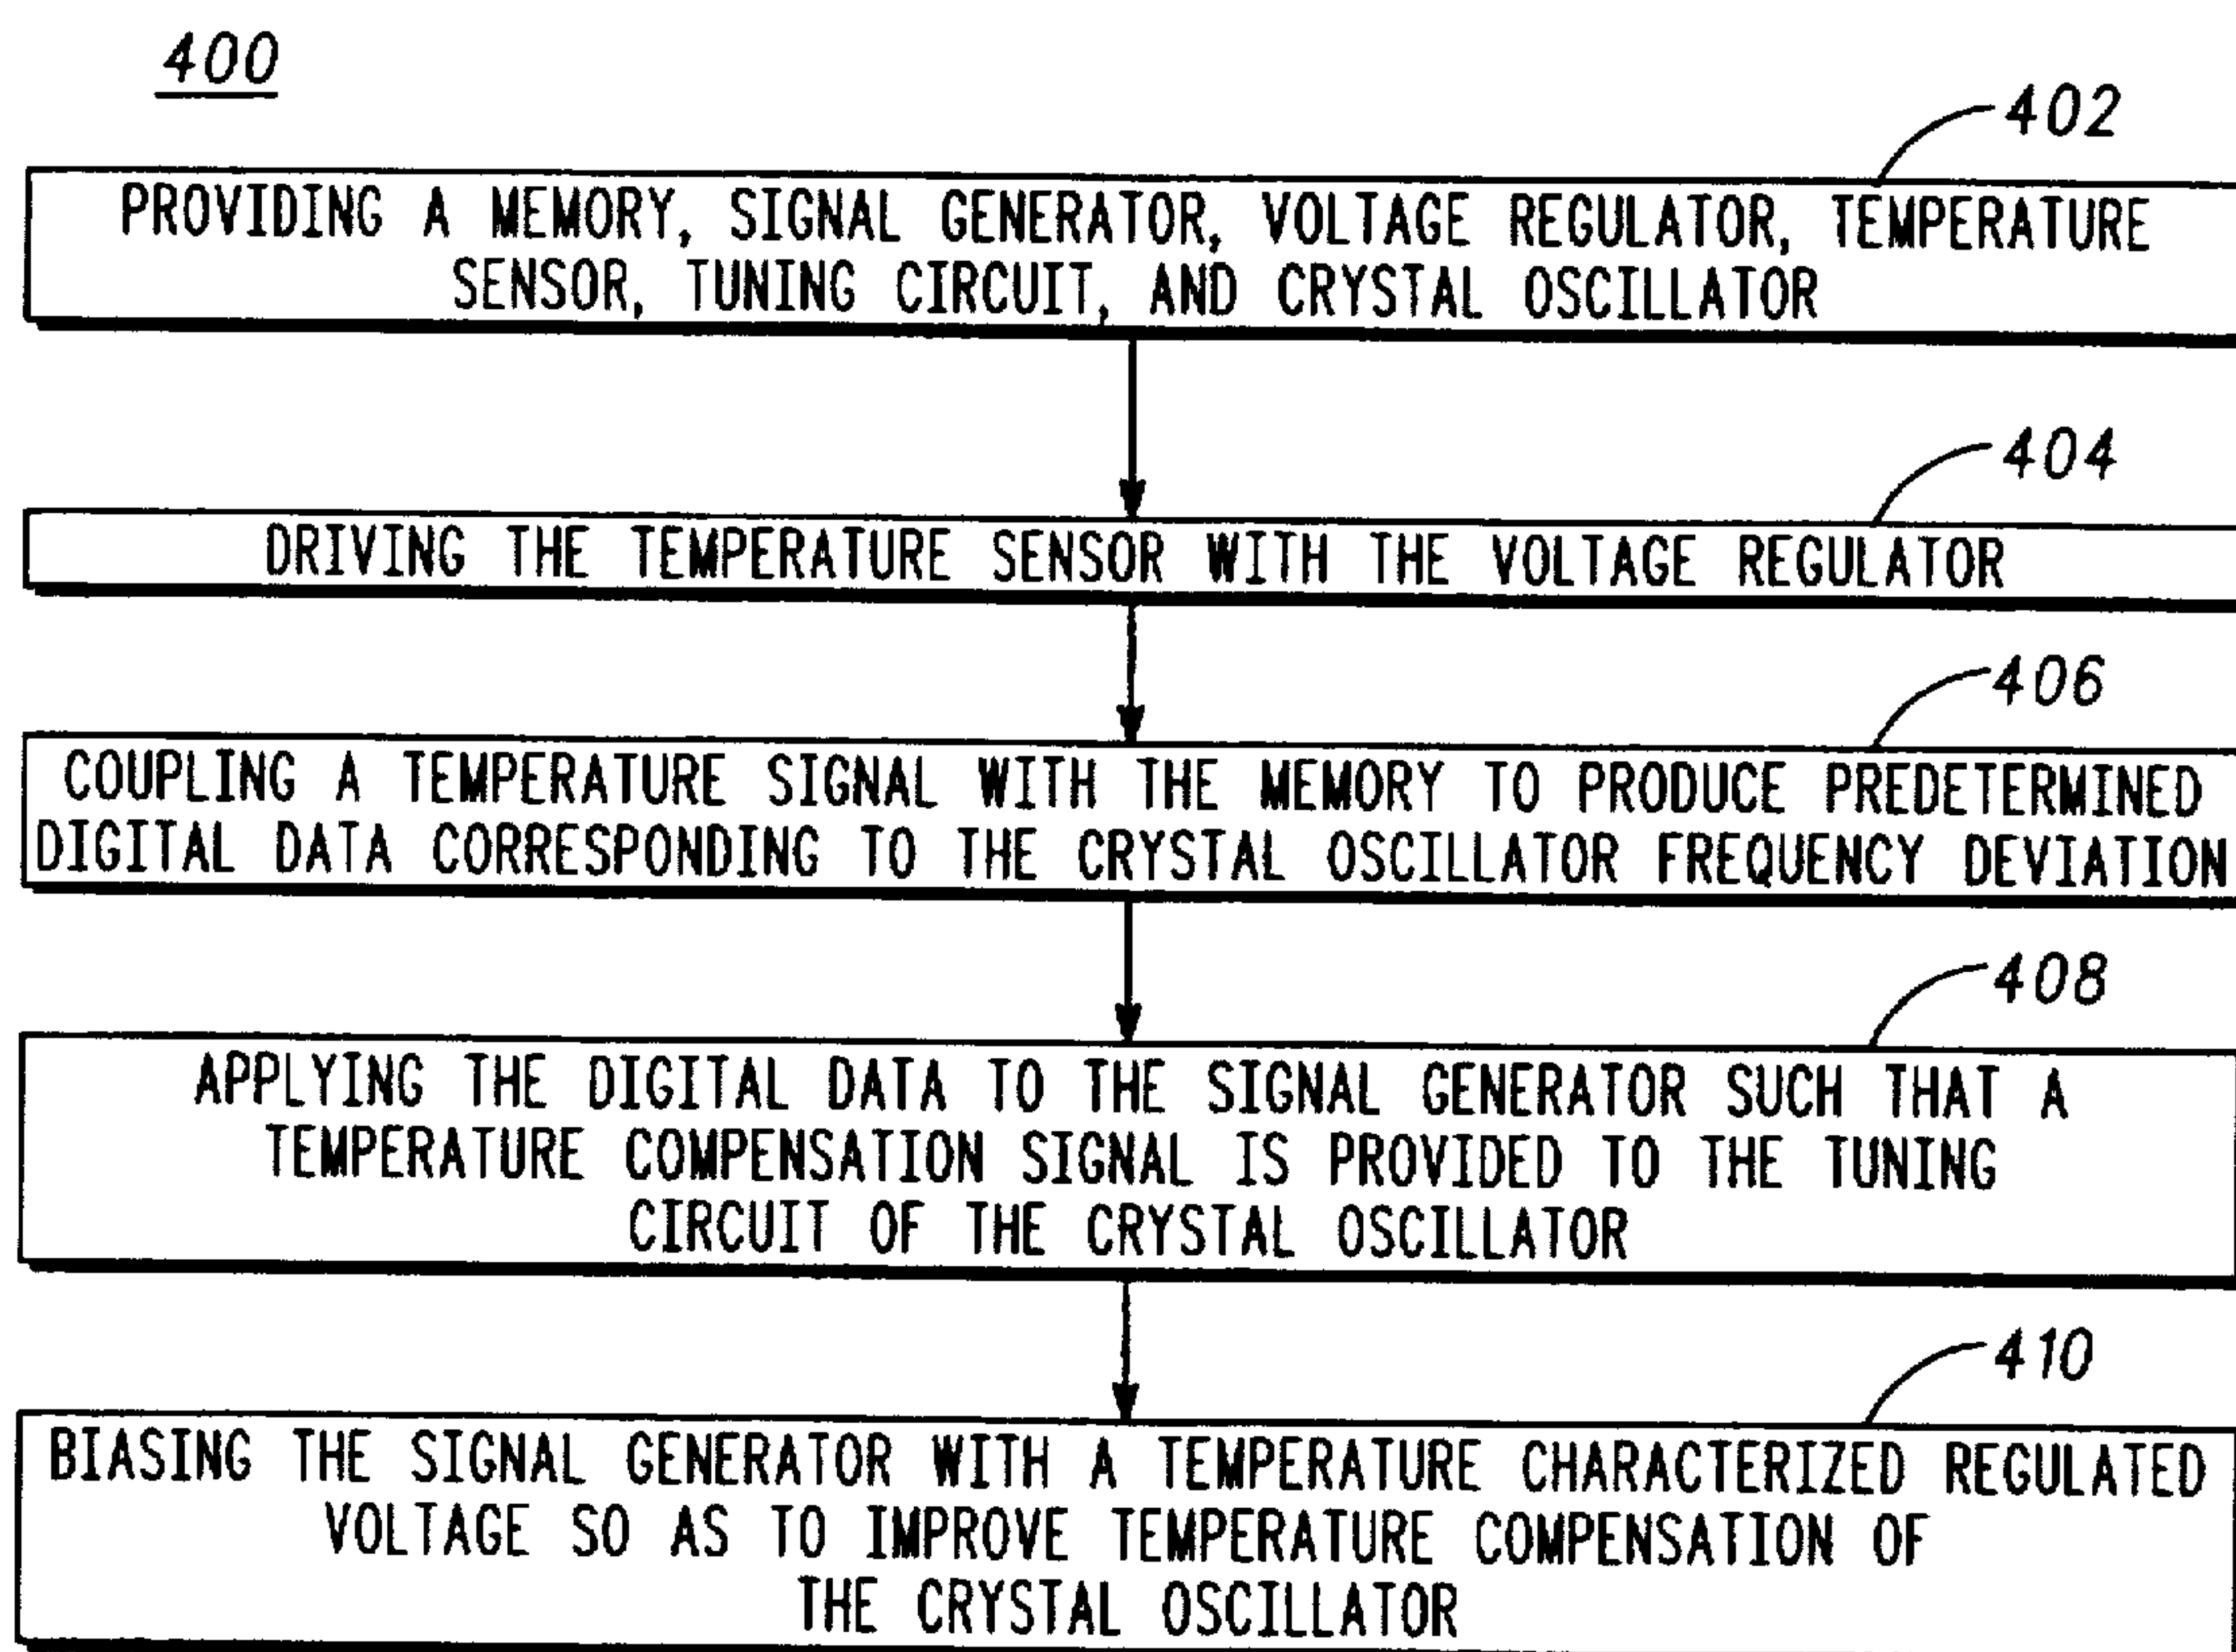 400
402
PROVIDING A MEMORY, SIGNAL GENERATOR, VOLTAGE REGULATOR, TEMPERATURE
SENSOR, TUNING CIRCUIT, AND CRYSTAL OSCILLATOR
404
DRIVING THE TEMPERATURE SENSOR WITH THE VOLTAGE REGULATOR
406
COUPLING A TEMPERATURE SIGNAL WITH THE MEMORY TO PRODUCE PREDETERMINED
DIGITAL DATA CORRESPONDING TO THE CRYSTAL OSCILLATOR FREQUENCY DEVIATION
408
APPLYING THE DIGITAL DATA TO THE SIGNAL GENERATOR SUCH THAT A
TEMPERATURE COMPENSATION SIGNAL IS PROVIDED TO THE TUNING
CIRCUIT OF THE CRYSTAL OSCILLATOR
410
BIASING THE SIGNAL GENERATOR WITH A TEMPERATURE CHARACTERIZED REGULATED
VOLTAGE SO AS TO IMPROVE TEMPERATURE COMPENSATION OF
THE CRYSTAL OSCILLATOR